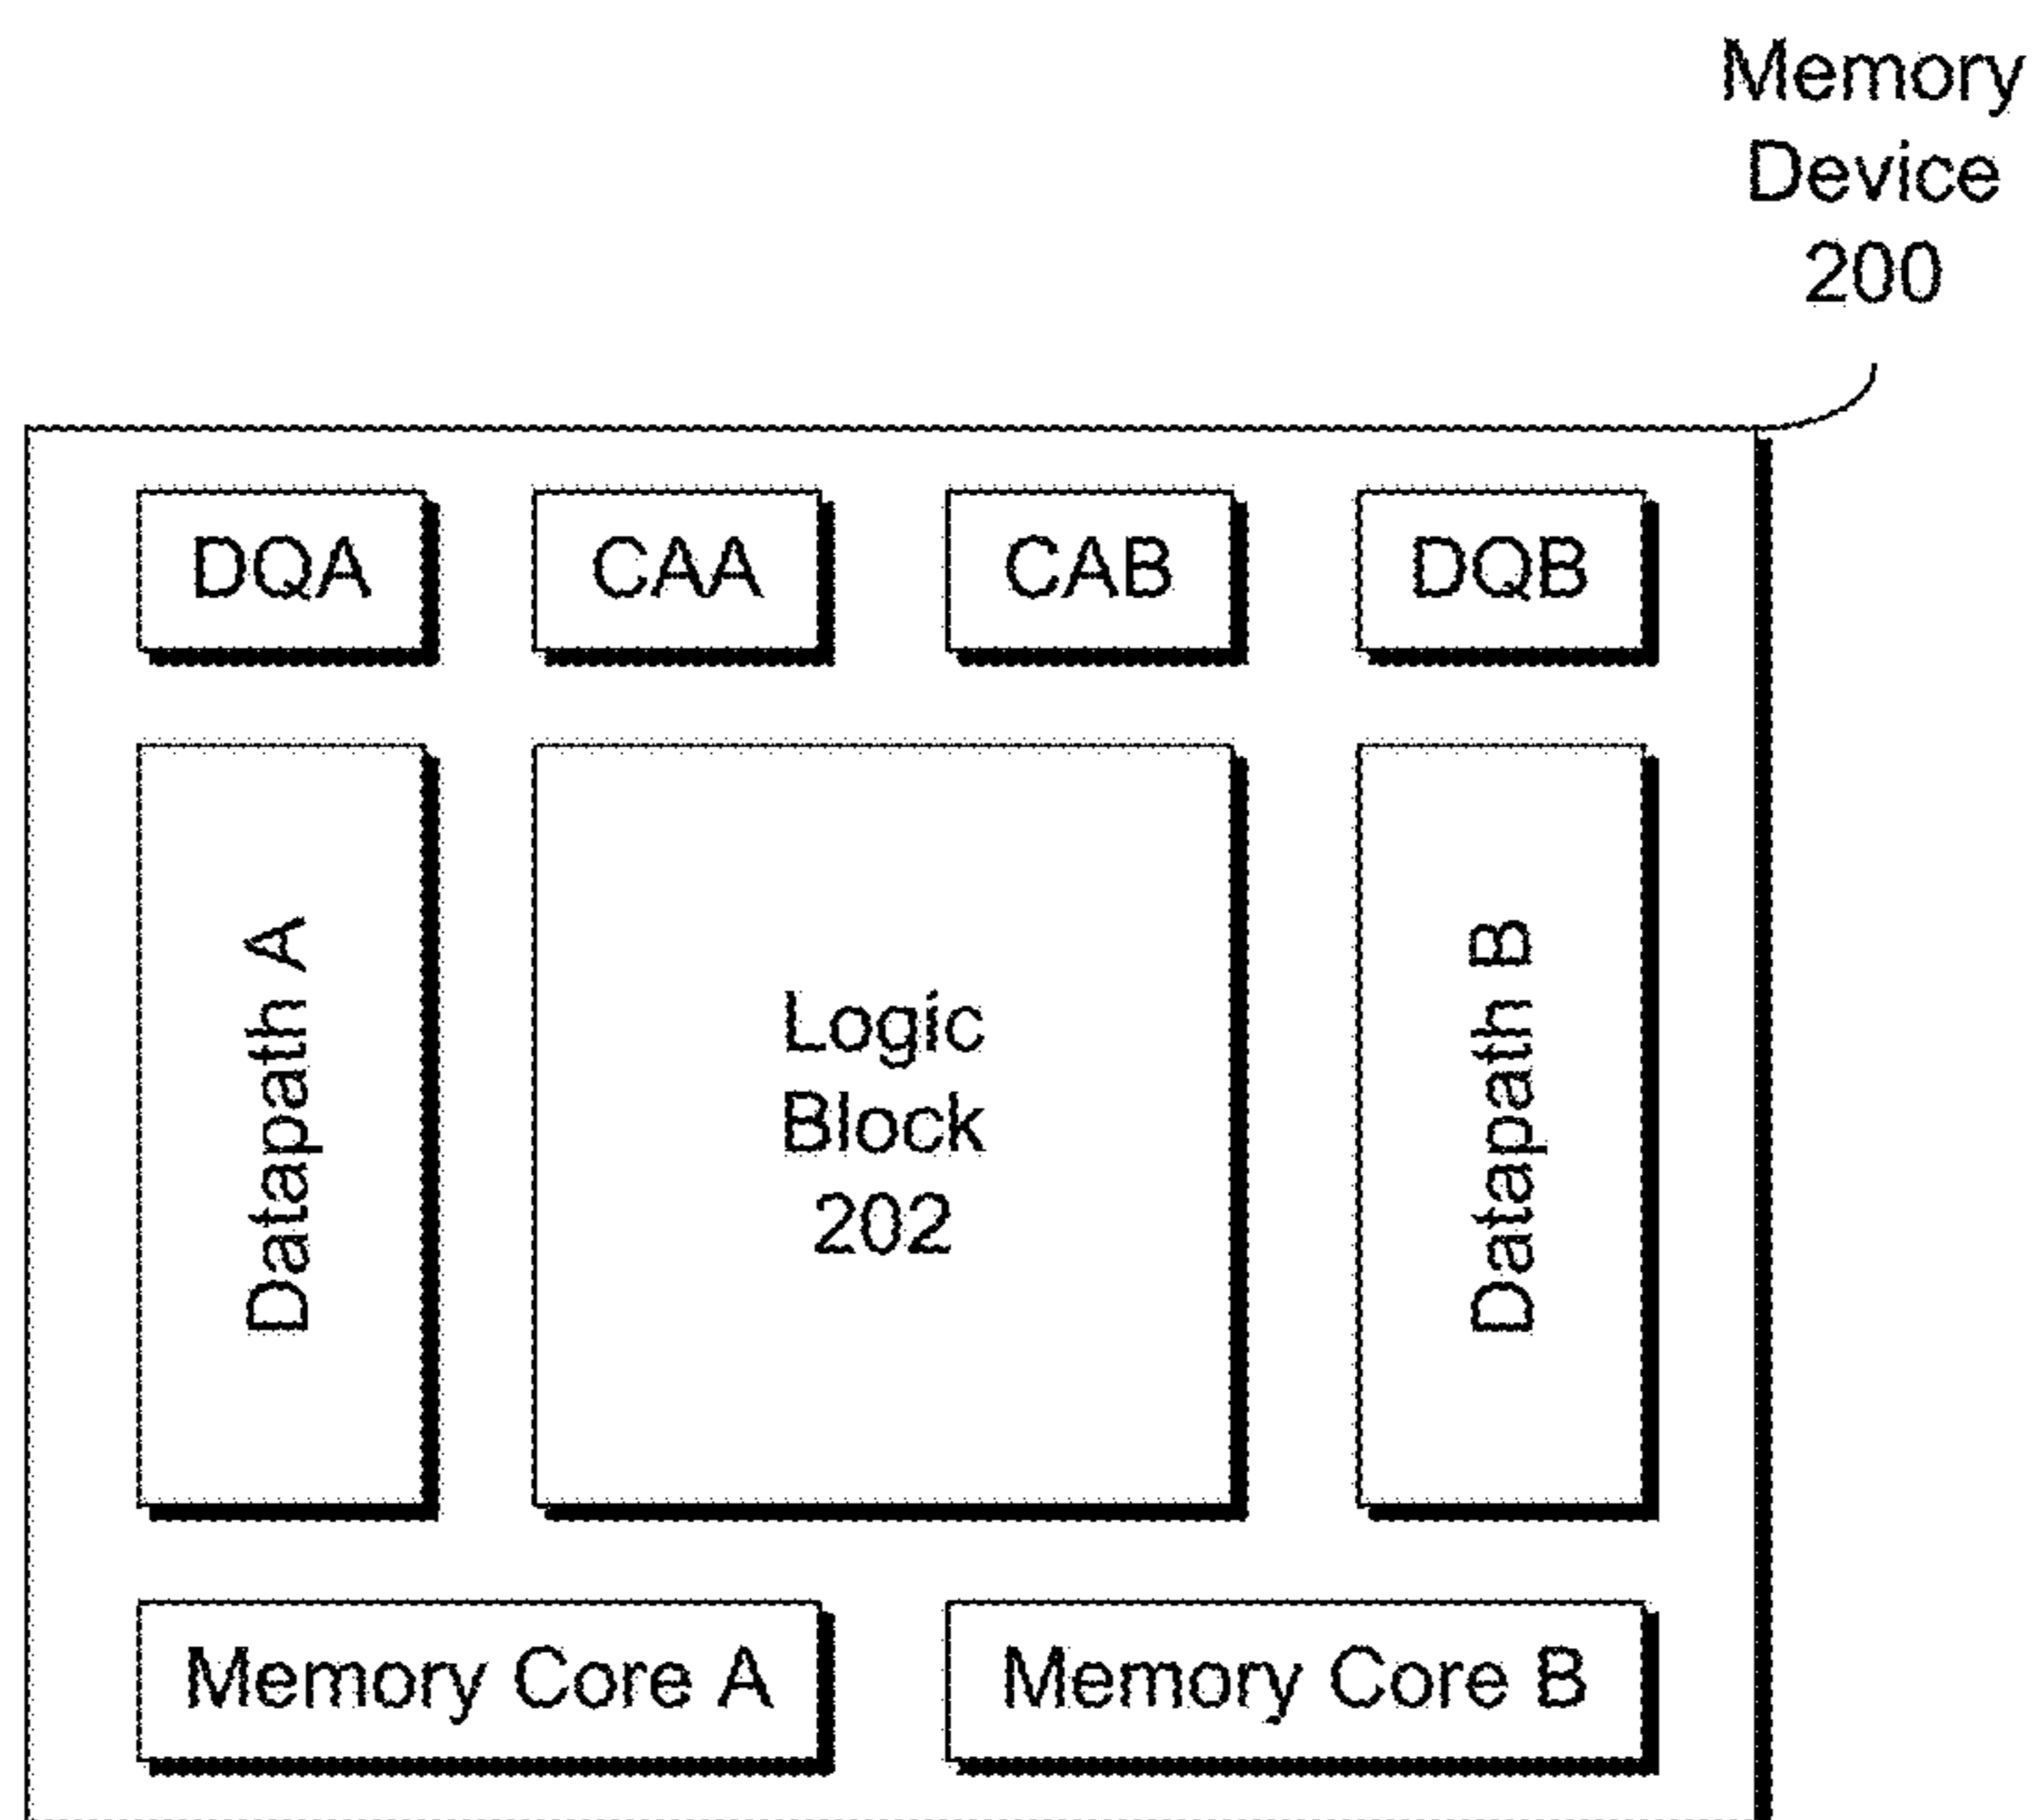 Memory
Device
200
DQA
CAA
CAB
DQB
Datapath A
Logic
Block
202
Datapath B
Memory Core A
Memory Core B